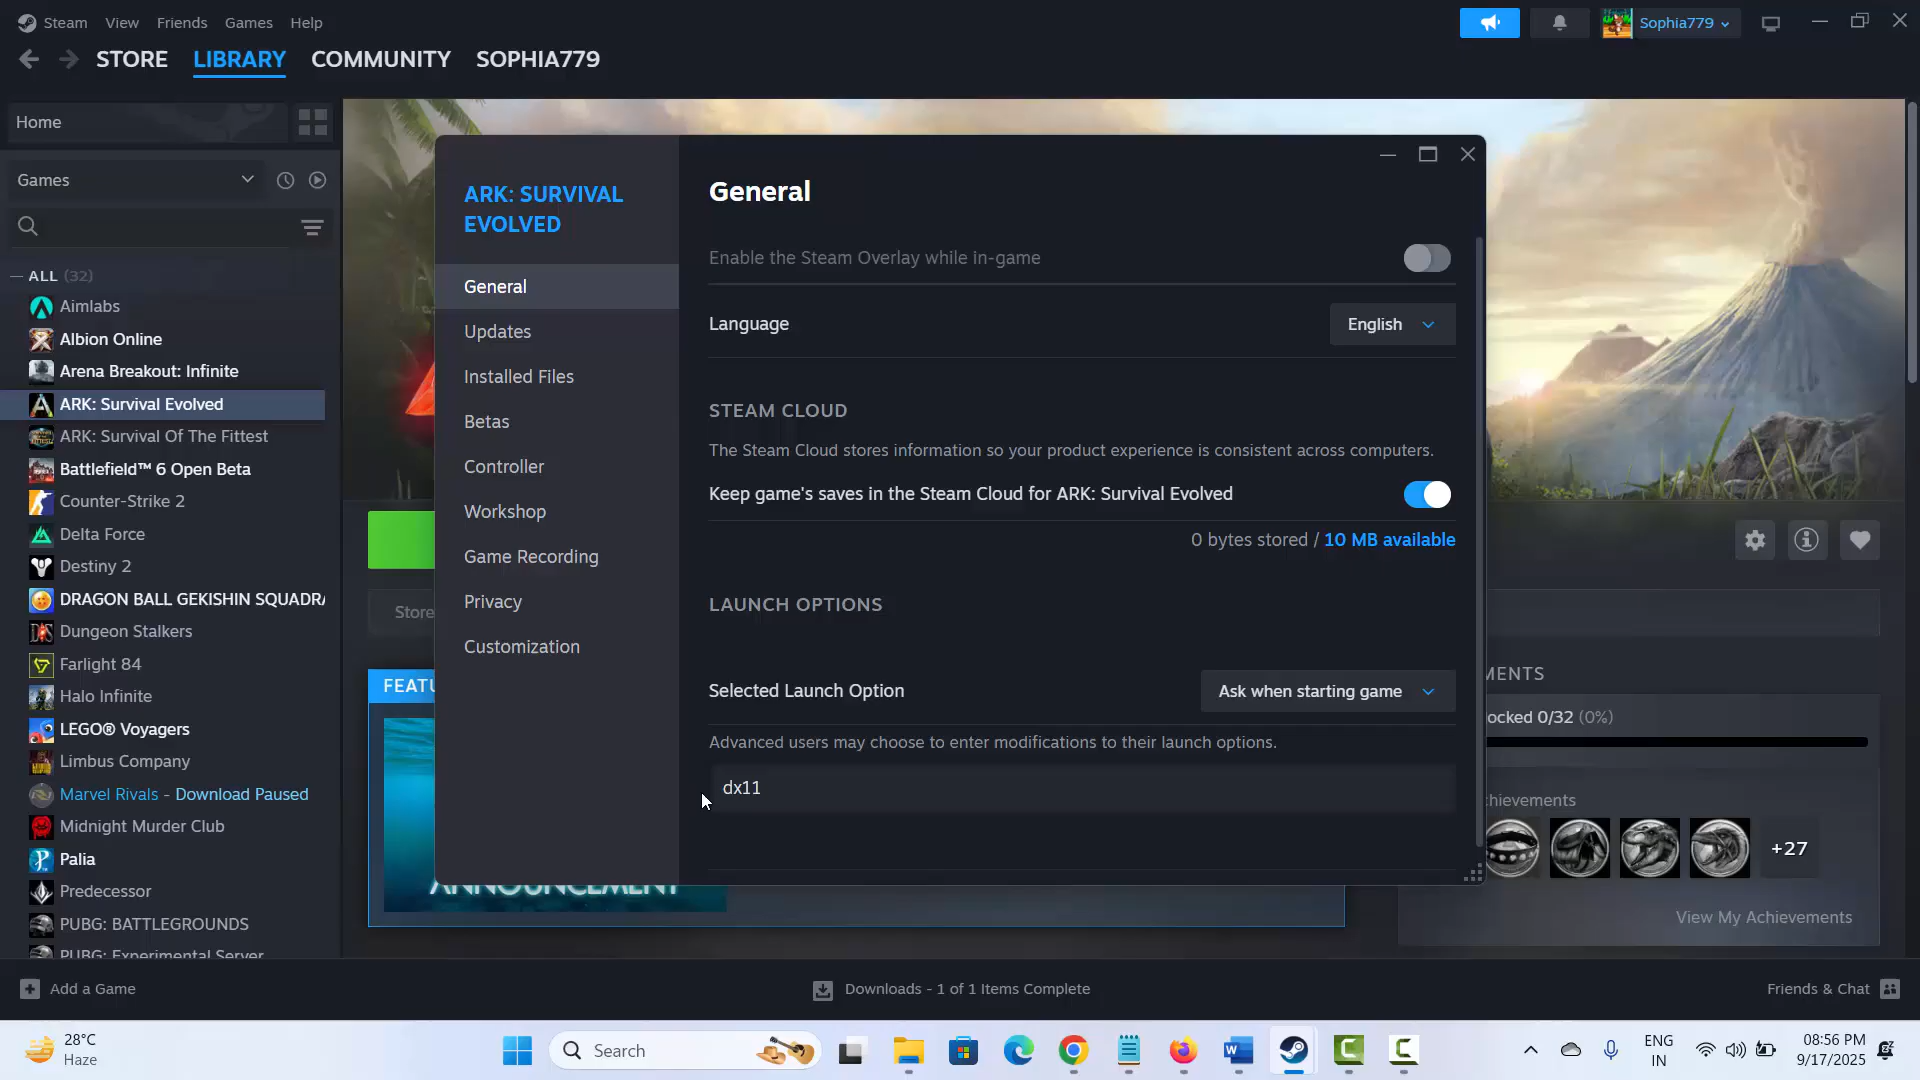 Steam View Friends Games Help
Sophia779
STORE LIBRARY COMMUNITY SOPHIA779
Home
Games
ALL (32)
Aimlabs
Albion Online
Arena Breakout: Infinite
ARK: Survival Evolved
ARK: Survival Of The Fittest
Battlefield™ 6 Open Beta
Counter-Strike 2
Delta Force
Destiny 2
DRAGON BALL GEKISHIN SQUADRA
Dungeon Stalkers
Farlight 84
Halo Infinite
LEGO® Voyagers
Limbus Company
Marvel Rivals - Download Paused
Midnight Murder Club
Palia
Predecessor
PUBG: BATTLEGROUNDS
PUBG: Experimental Server
Store
FEATU
ANNOUNCEMENT
ARK: SURVIVAL
EVOLVED
General
Updates
Installed Files
Betas
Controller
Workshop
Game Recording
Privacy
Customization
General
Enable the Steam Overlay while in-game
Language English
STEAM CLOUD
The Steam Cloud stores information so your product experience is consistent across computers.
Keep game's saves in the Steam Cloud for ARK: Survival Evolved
0 bytes stored / 10 MB available
LAUNCH OPTIONS
Selected Launch Option Ask when starting game
Advanced users may choose to enter modifications to their launch options.
dx11
MENTS
ocked 0/32 (0%)
chievements
+27
View My Achievements
Add a Game
Downloads - 1 of 1 Items Complete
Friends & Chat
28°C
Haze
Search
ENG
IN
08:56 PM
9/17/2025